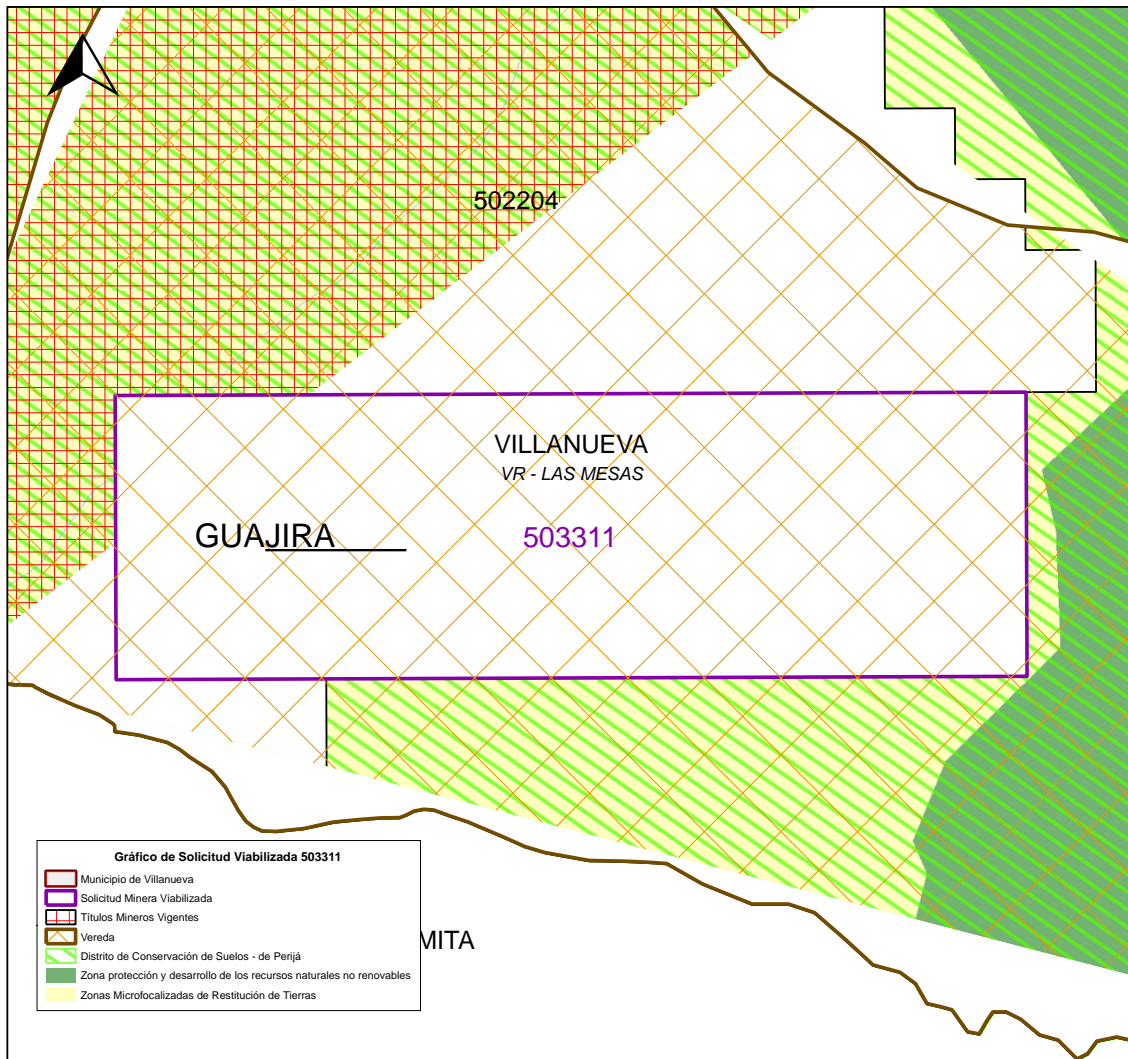 502204
VILLANUEVA
VR - LAS MESAS
GUAJIRA
503311
MITA
Gráfico de Solicitud Viabilizada 503311
Municipio de Villanueva
Solicitud Minera Viabilizada
Títulos Mineros Vigentes
Vereda
Distrito de Conservación de Suelos - de Perijá
Zona protección y desarrollo de los recursos naturales no renovables
Zonas Microfocalizadas de Restitución de Tierras